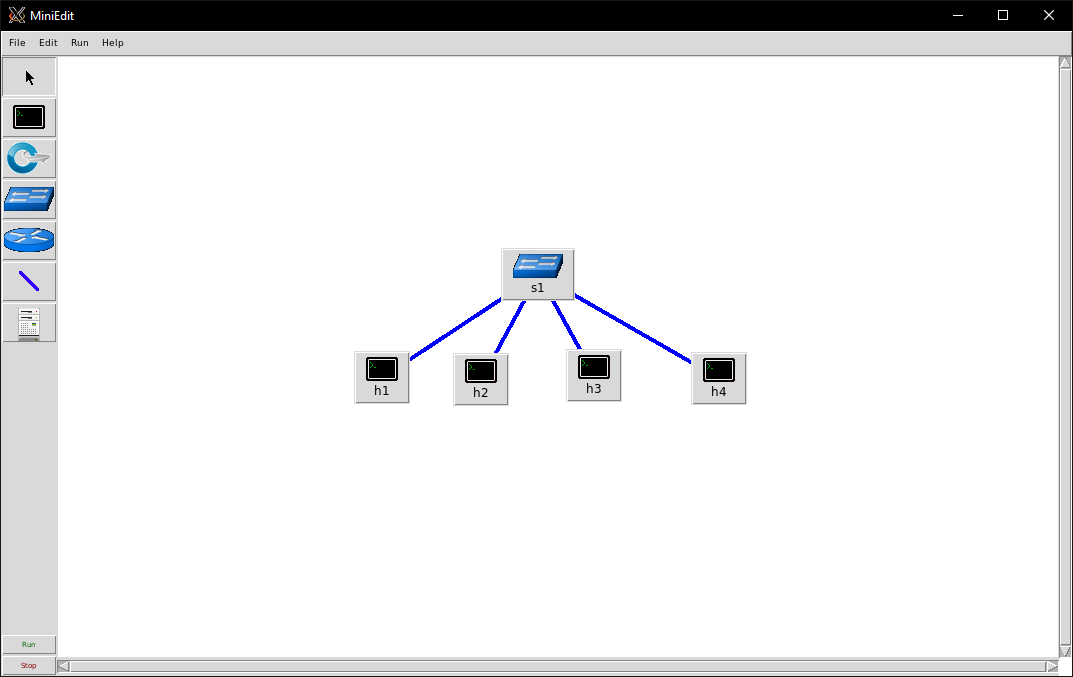 MiniEdit
File Edit Run Help
s1
h1 h2 h3 h4
Run
Stop